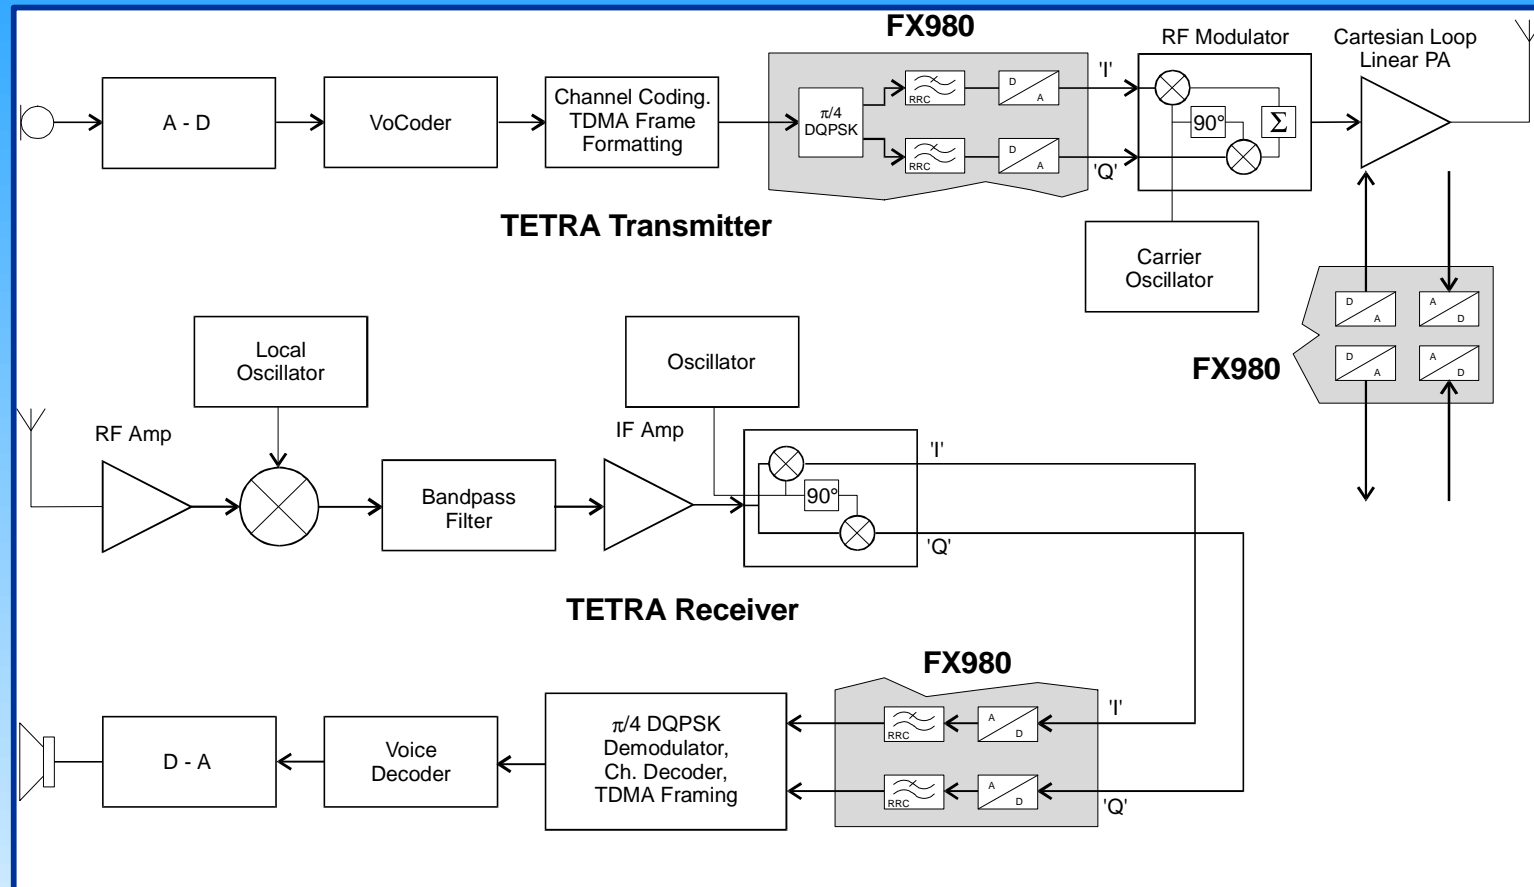 FX980
RF Modulator
Cartesian Loop
Linear PA
A - D
VoCoder
Channel Coding.
TDMA Frame
Formatting
π/4
DQPSK
RRC
D
A
'I'
RRC
D
A
'Q'
90°
Σ
TETRA Transmitter
Carrier
Oscillator
D
A
A
D
D
A
A
D
FX980
Local
Oscillator
Oscillator
RF Amp
Bandpass
Filter
IF Amp
90°
'I'
'Q'
TETRA Receiver
FX980
D - A
Voice
Decoder
π/4 DQPSK
Demodulator,
Ch. Decoder,
TDMA Framing
RRC
A
D
'I'
RRC
A
D
'Q'